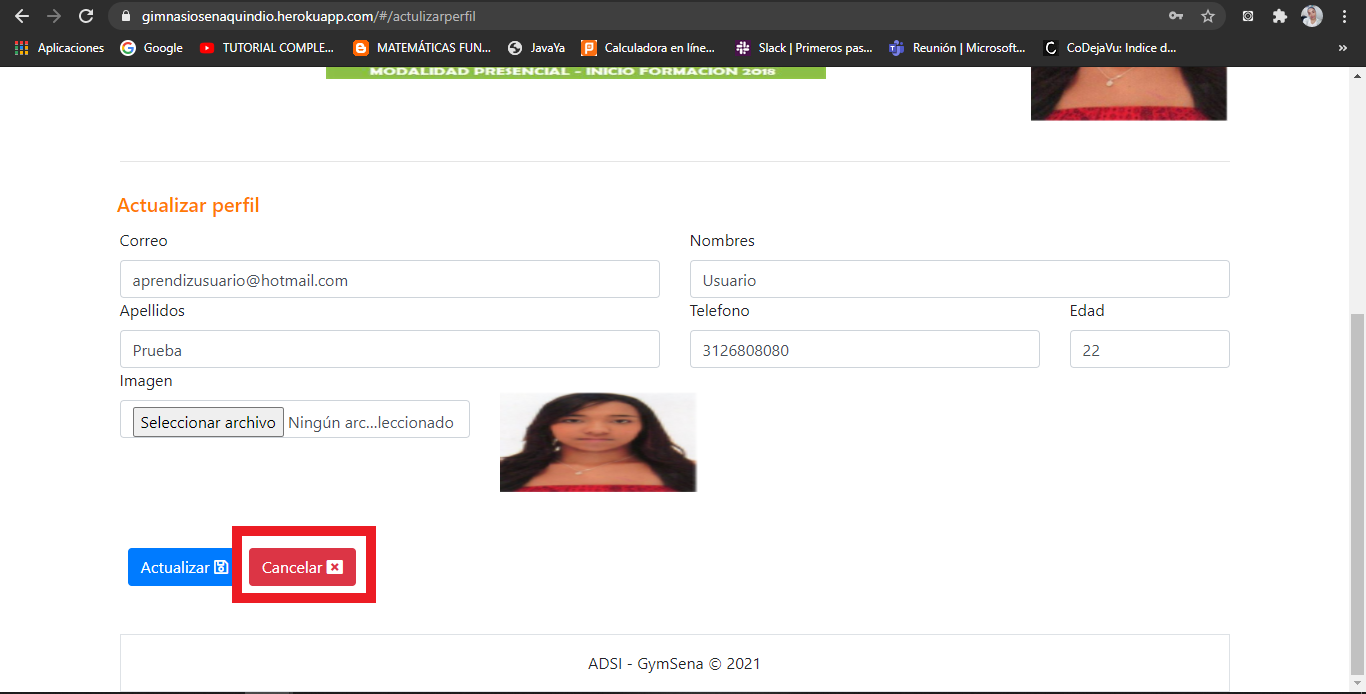 gimnasiosenaquindio.herokuapp.com/#/actulizarperfil
Aplicaciones Google TUTORIAL COMPLE... MATEMÁTICAS FUN... JavaYa Calculadora en líne... Slack | Primeros pas... Reunión | Microsoft... CoDejaVu: Indice d... »
MODALIDAD PRESENCIAL - INICIO FORMACION 2018
Actualizar perfil
Correo Nombres
aprendizusuario@hotmail.com Usuario
Apellidos Telefono Edad
Prueba 3126808080 22
Imagen
Seleccionar archivo Ningún arc...leccionado
Actualizar Cancelar
ADSI - GymSena © 2021